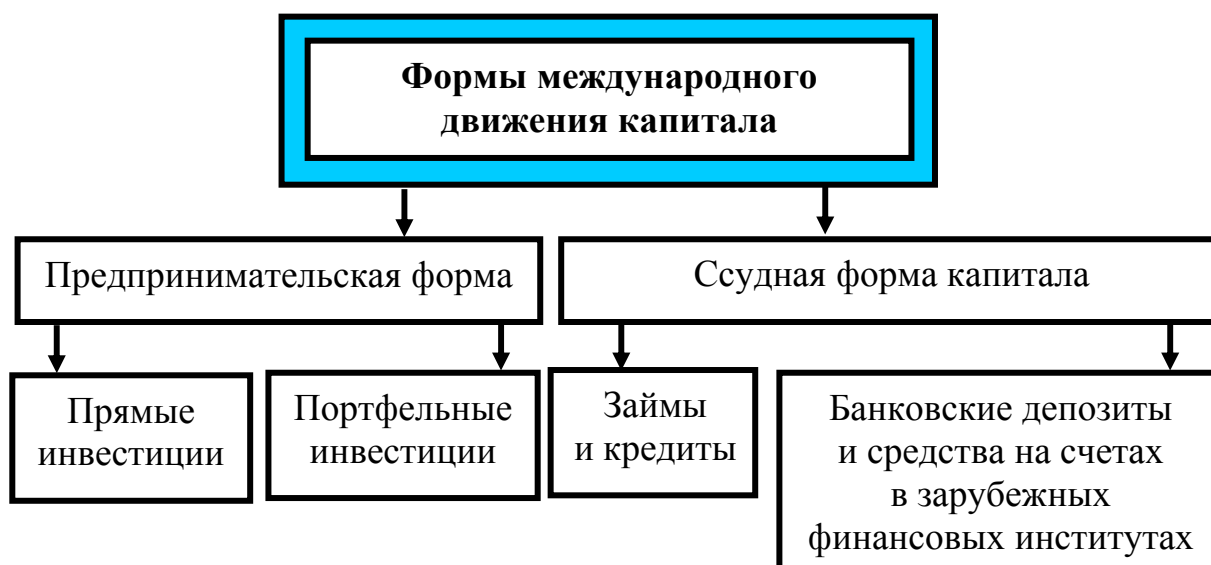 Формы международного
движения капитала
Предпринимательская форма
Ссудная форма капитала
Прямые
инвестиции
Портфельные
инвестиции
Займы
и кредиты
Банковские депозиты
и средства на счетах
в зарубежных
финансовых институтах